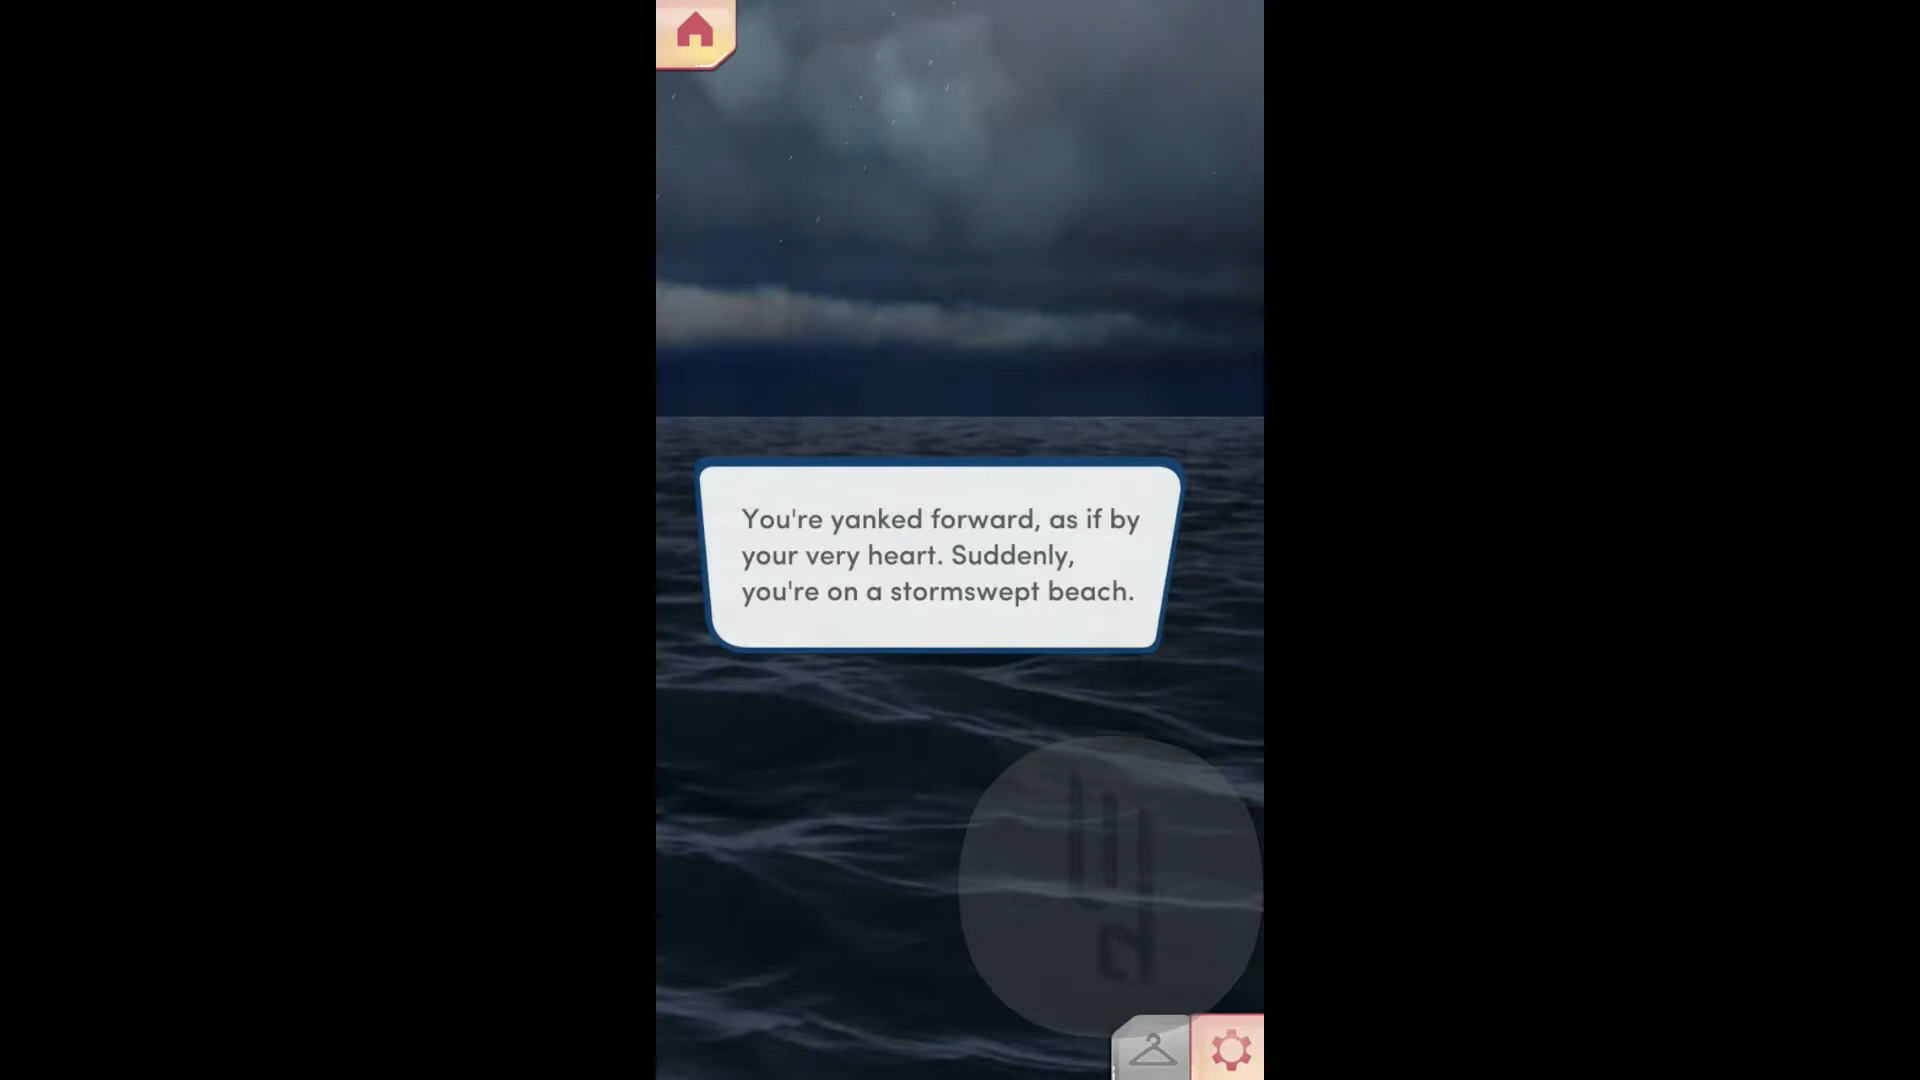 You're yanked forward, as if by
your very heart. Suddenly,
you're on a stormswept beach.